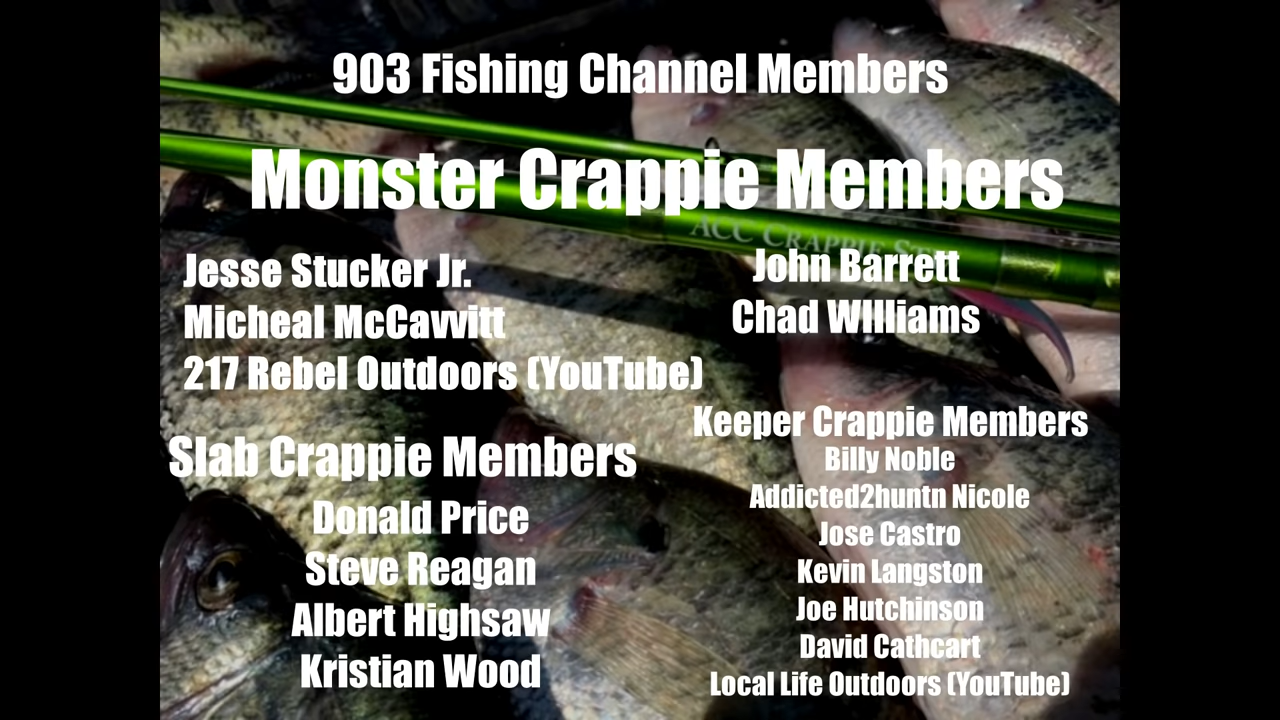 903 Fishing Channel Members
Monster Crappie Members
ACC CRAPPIE
Jesse Stucker Jr.
Micheal McCavvitt
217 Rebel Outdoors (YouTube)
John Barrett
Chad WIlliams
Slab Crappie Members
Donald Price
Steve Reagan
Albert Highsaw
Kristian Wood
Keeper Crappie Members
Billy Noble
Addicted2huntn Nicole
Jose Castro
Kevin Langston
Joe Hutchinson
David Cathcart
Local Life Outdoors (YouTube)